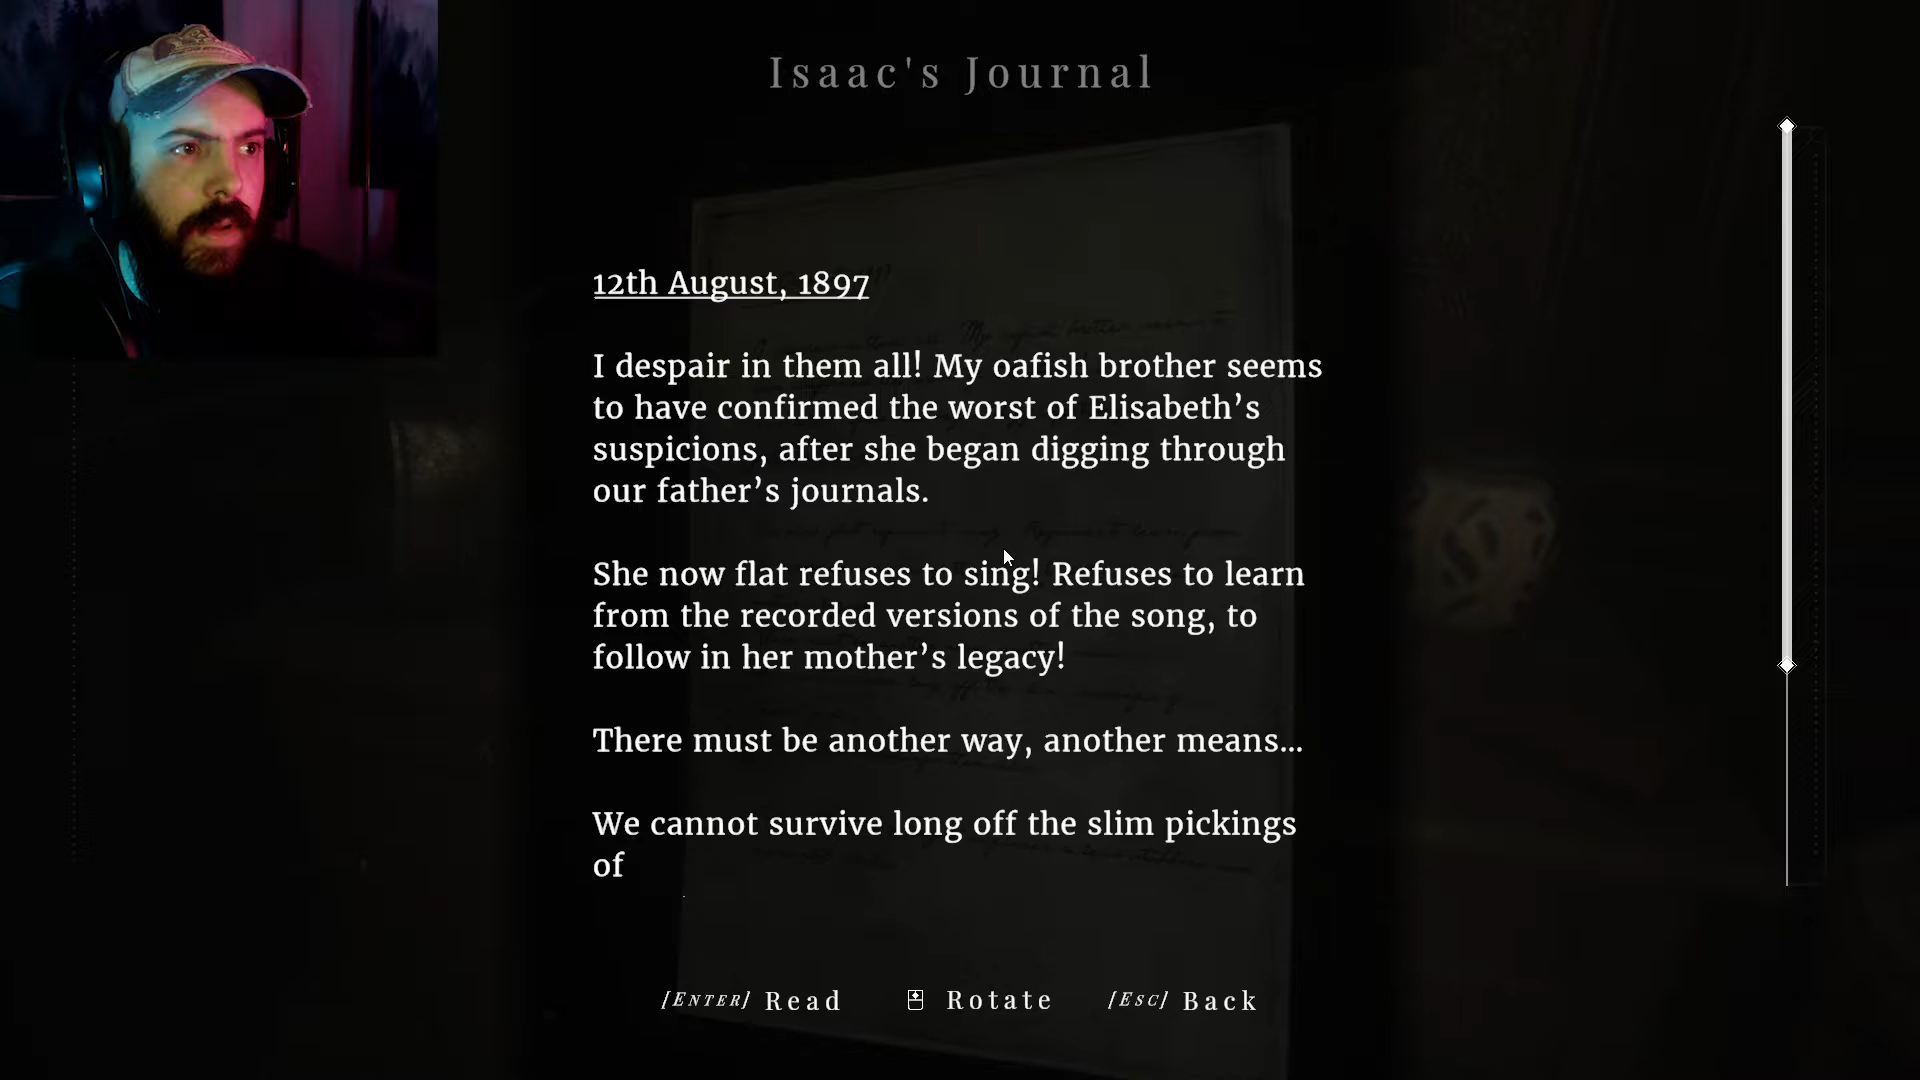 Isaac's Journal
12th August, 1897
I despair in them all! My oafish brother seems
to have confirmed the worst of Elisabeth’s
suspicions, after she began digging through
our father’s journals.
She now flat refuses to sing! Refuses to learn
from the recorded versions of the song, to
follow in her mother’s legacy!
There must be another way, another means...
We cannot survive long off the slim pickings
of
[ENTER] Read Rotate [ESC] Back